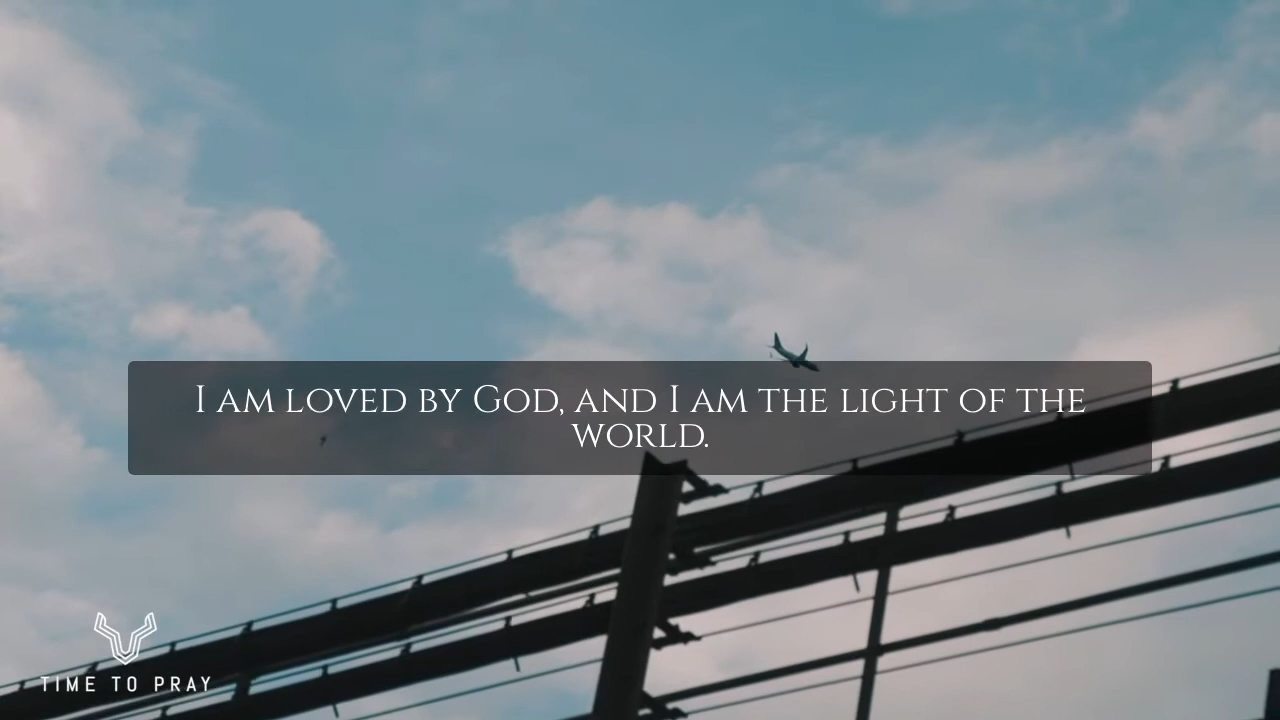 I am loved by God, and I am the light of the
world.
TIME TO PRAY